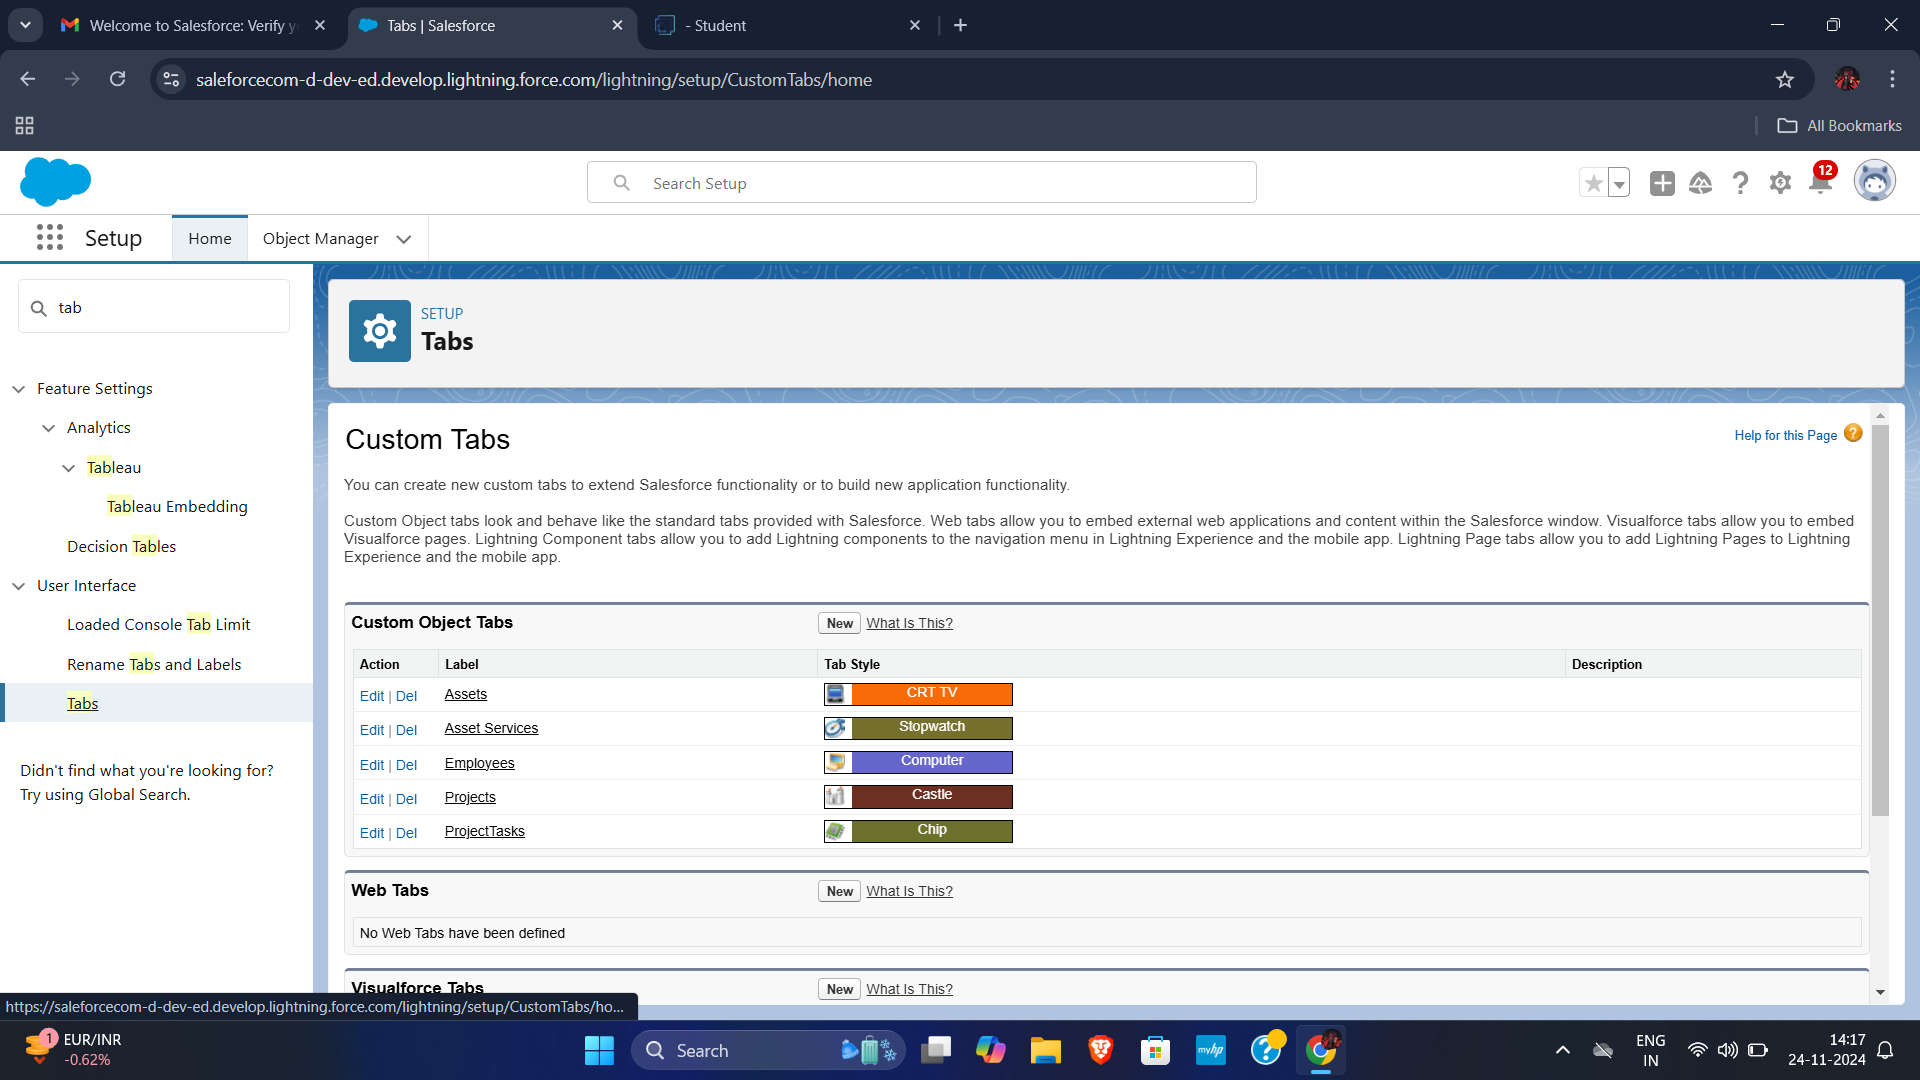 Welcome to Salesforce: Verify y
Tabs | Salesforce
- Student
saleforcecom-d-dev-ed.develop.lightning.force.com/lightning/setup/CustomTabs/home
All Bookmarks
Search Setup
12
Setup
Home
Object Manager
tab
Feature Settings
Analytics
Tableau
Tableau Embedding
Decision Tables
User Interface
Loaded Console Tab Limit
Rename Tabs and Labels
Tabs
Didn't find what you're looking for?
Try using Global Search.
SETUP
Tabs
Custom Tabs
Help for this Page
You can create new custom tabs to extend Salesforce functionality or to build new application functionality.
Custom Object tabs look and behave like the standard tabs provided with Salesforce. Web tabs allow you to embed external web applications and content within the Salesforce window. Visualforce tabs allow you to embed
Visualforce pages. Lightning Component tabs allow you to add Lightning components to the navigation menu in Lightning Experience and the mobile app. Lightning Page tabs allow you to add Lightning Pages to Lightning
Experience and the mobile app.
Custom Object Tabs New What Is This?
Action Label Tab Style Description
Edit | Del Assets CRT TV
Edit | Del Asset Services Stopwatch
Edit | Del Employees Computer
Edit | Del Projects Castle
Edit | Del ProjectTasks Chip
Web Tabs New What Is This?
No Web Tabs have been defined
Visualforce Tabs New What Is This?
https://saleforcecom-d-dev-ed.develop.lightning.force.com/lightning/setup/CustomTabs/ho...
1
EUR/INR
-0.62%
Search
myhp
ENG
IN
14:17
24-11-2024